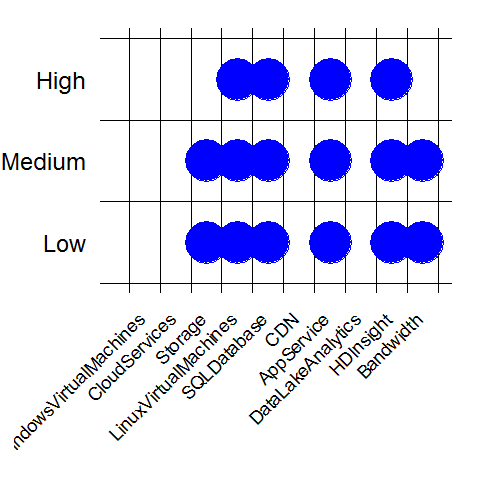 High
Medium
Low
ndowsVirtualMachines
CloudServices
Storage
LinuxVirtualMachines
SQLDatabase
CDN
AppService
DataLakeAnalytics
HDInsight
Bandwidth